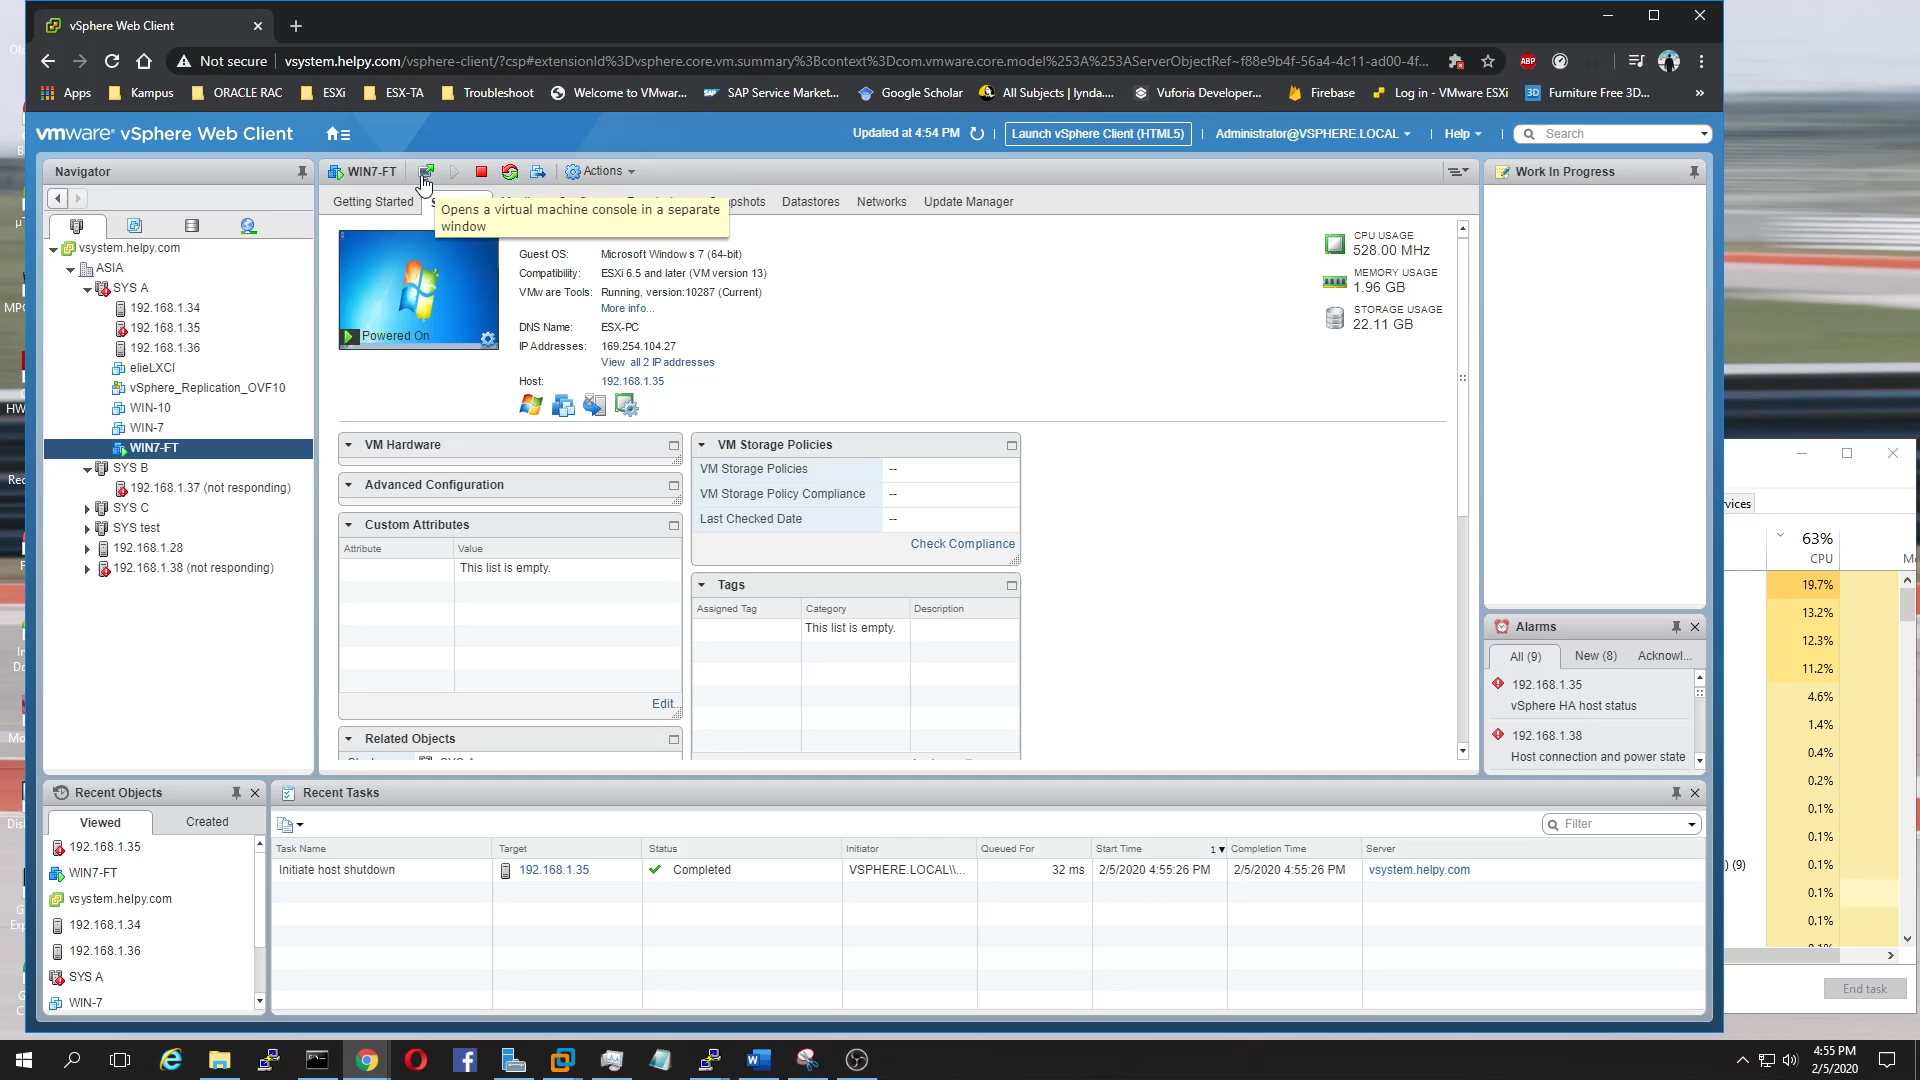 vSphere Web Client
Not secure
vsystem.helpy.com/vsphere-client/?csp#extensionId%3Dvsphere.core.vm.summary%3Bcontext%3Dcom.vmware.core.model%253A%253AServerObjectRef~f88e9b4f-56a4-4c11-ad00-4f...
ABP
Apps
Kampus
ORACLE RAC
ESXi
ESX-TA
Troubleshoot
Welcome to VMwar...
SAP Service Market...
Google Scholar
All Subjects | lynda....
Vuforia Developer...
Firebase
Log in - VMware ESXi
3D Furniture Free 3D...
»
vmware® vSphere Web Client
Updated at 4:54 PM
Launch vSphere Client (HTML5)
Administrator@VSPHERE.LOCAL
Help
Search
Navigator
vsystem.helpy.com
ASIA
SYS A
192.168.1.34
192.168.1.35
192.168.1.36
elieLXCI
vSphere_Replication_OVF10
WIN-10
WIN-7
WIN7-FT
SYS B
192.168.1.37 (not responding)
SYS C
SYS test
192.168.1.28
192.168.1.38 (not responding)
WIN7-FT
Actions
Getting Started
Datastores
Networks
Update Manager
Opens a virtual machine console in a separate
window
Powered On
Guest OS: Microsoft Windows 7 (64-bit)
Compatibility: ESXi 6.5 and later (VM version 13)
VMware Tools: Running, version:10287 (Current)
More info...
DNS Name: ESX-PC
IP Addresses: 169.254.104.27
View all 2 IP addresses
Host: 192.168.1.35
CPU USAGE
528.00 MHz
MEMORY USAGE
1.96 GB
STORAGE USAGE
22.11 GB
VM Hardware
Advanced Configuration
Custom Attributes
Attribute Value
This list is empty.
Edit...
Related Objects
VM Storage Policies
VM Storage Policies --
VM Storage Policy Compliance --
Last Checked Date --
Check Compliance
Tags
Assigned Tag Category Description
This list is empty.
Work In Progress
Alarms
All (9) New (8) Acknowl...
192.168.1.35
vSphere HA host status
192.168.1.38
Host connection and power state
Recent Objects
Viewed Created
192.168.1.35
WIN7-FT
vsystem.helpy.com
192.168.1.34
192.168.1.36
SYS A
WIN-7
Recent Tasks
Filter
Task Name Target Status Initiator Queued For Start Time 1 Completion Time Server
Initiate host shutdown 192.168.1.35 Completed VSPHERE.LOCAL\\... 32 ms 2/5/2020 4:55:26 PM 2/5/2020 4:55:26 PM vsystem.helpy.com
63%
CPU
19.7%
13.2%
12.3%
11.2%
4.6%
1.4%
0.4%
0.2%
0.1%
0.1%
(9) 0.1%
0.1%
0.1%
End task
4:55 PM
2/5/2020